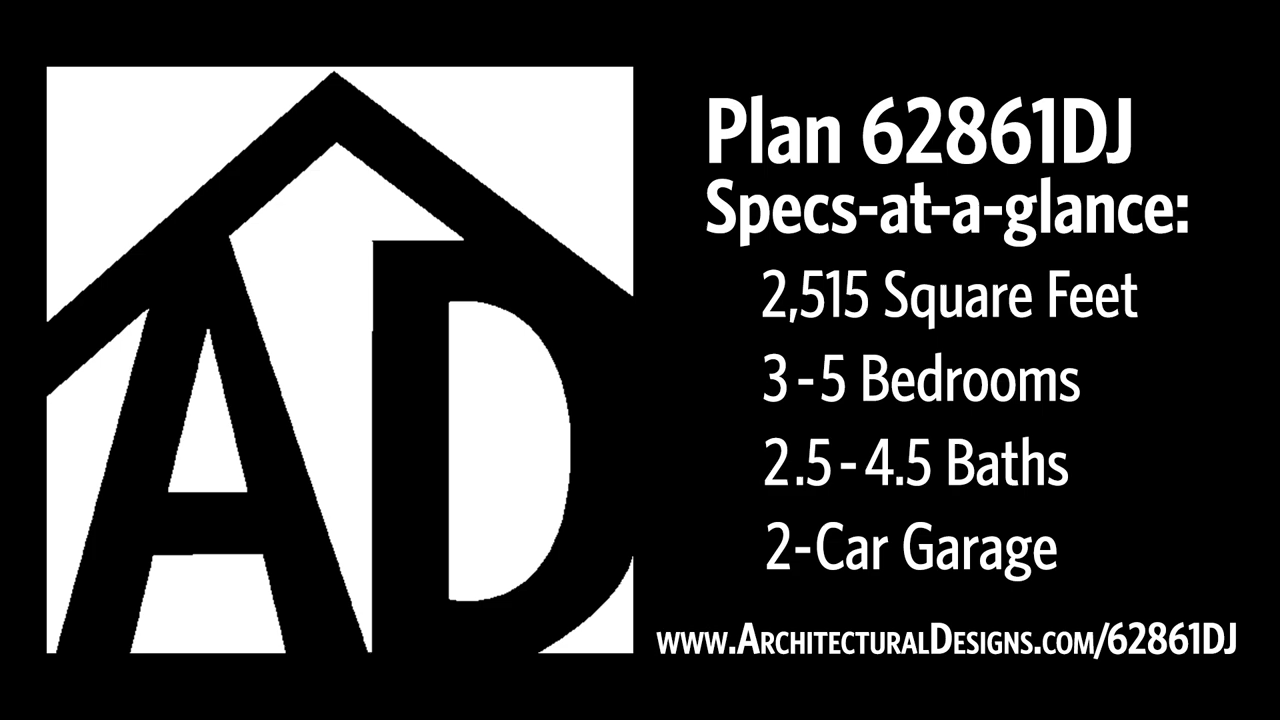 AD
Plan 62861DJ
Specs-at-a-glance:
2,515 Square Feet
3-5 Bedrooms
2.5-4.5 Baths
2-Car Garage
www.ArchitecturalDesigns.com/62861DJ